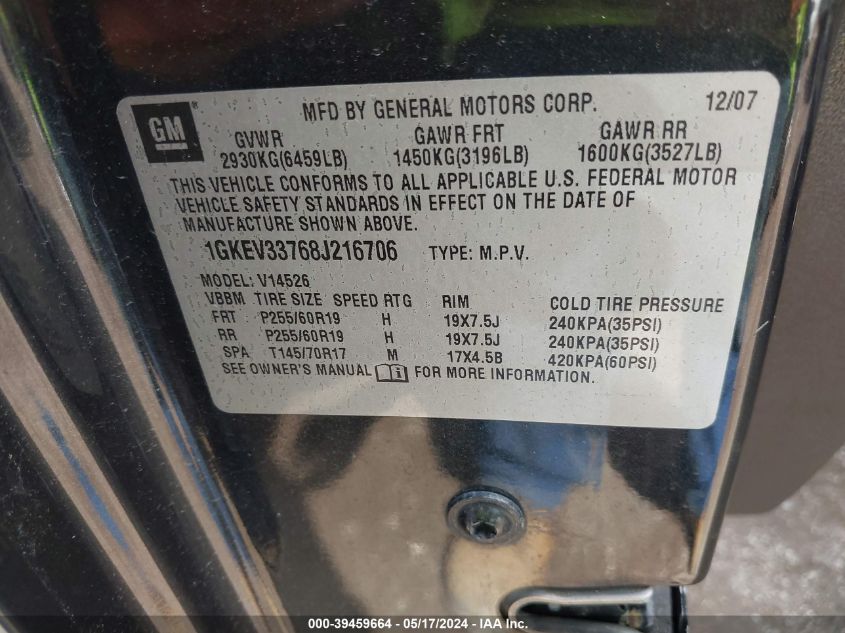 GM ® MFD BY GENERAL MOTORS CORP. 12/07
GVWR GAWR FRT GAWR RR
2930KG(6459LB) 1450KG(3196LB) 1600KG(3527LB)
THIS VEHICLE CONFORMS TO ALL APPLICABLE U.S. FEDERAL MOTOR
VEHICLE SAFETY STANDARDS IN EFFECT ON THE DATE OF
MANUFACTURE SHOWN ABOVE.
1GKEV33768J216706 TYPE: M.P.V.
MODEL: V14526
VBBM TIRE SIZE SPEED RTG RIM COLD TIRE PRESSURE
FRT P255/60R19 H 19X7.5J 240KPA(35PSI)
RR P255/60R19 H 19X7.5J 240KPA(35PSI)
SPA T145/70R17 M 17X4.5B 420KPA(60PSI)
SEE OWNER'S MANUAL FOR MORE INFORMATION.
000-39459664 - 05/17/2024 - IAA Inc.